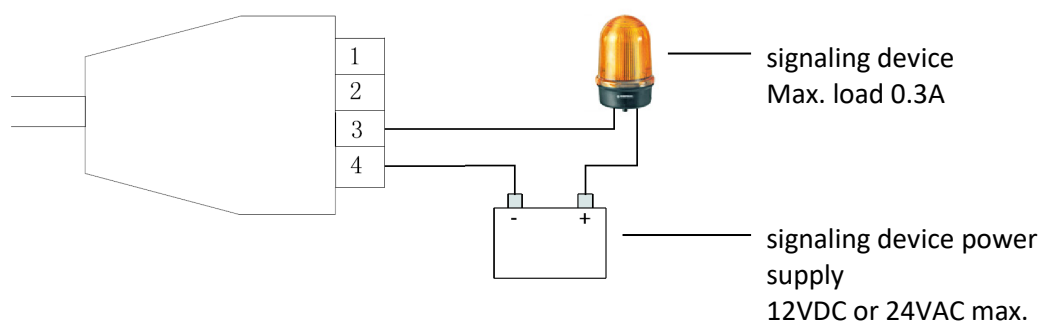 1
2
3
4
signaling device
Max. load 0.3A
- +
signaling device power
supply
12VDC or 24VAC max.